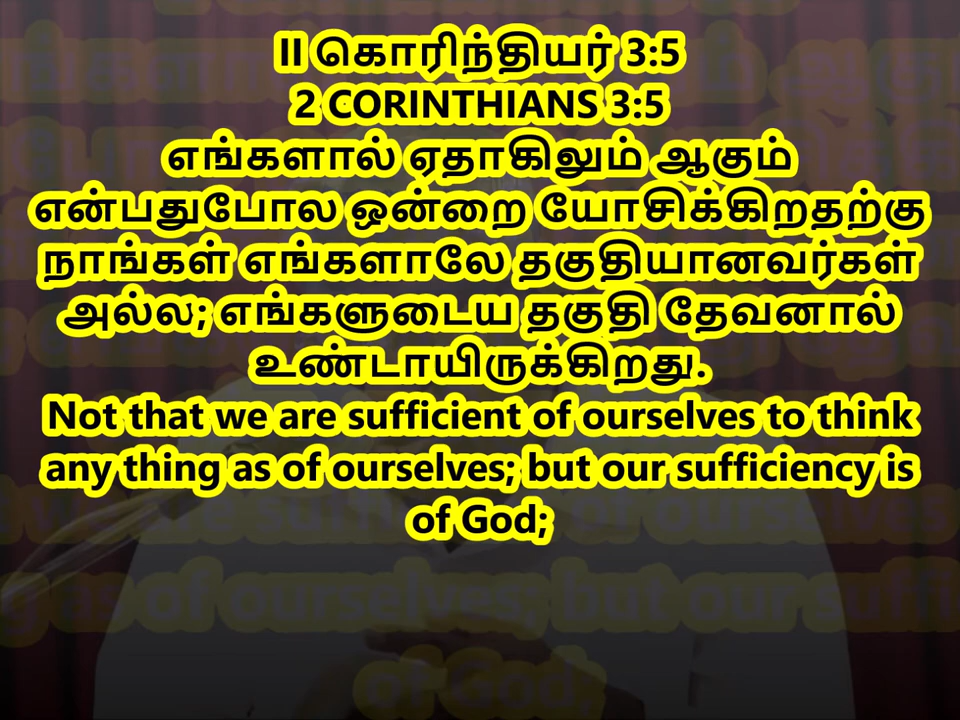 II கொரிந்தியர் 3:5
2 CORINTHIANS 3:5
எங்களால் ஏதாகிலும் ஆகும்
என்பதுபோல ஒன்றை யோசிக்கிறதற்கு
நாங்கள் எங்களாலே தகுதியானவர்கள்
அல்ல; எங்களுடைய தகுதி தேவனால்
உண்டாயிருக்கிறது.
Not that we are sufficient of ourselves to think
any thing as of ourselves; but our sufficiency is
of God;